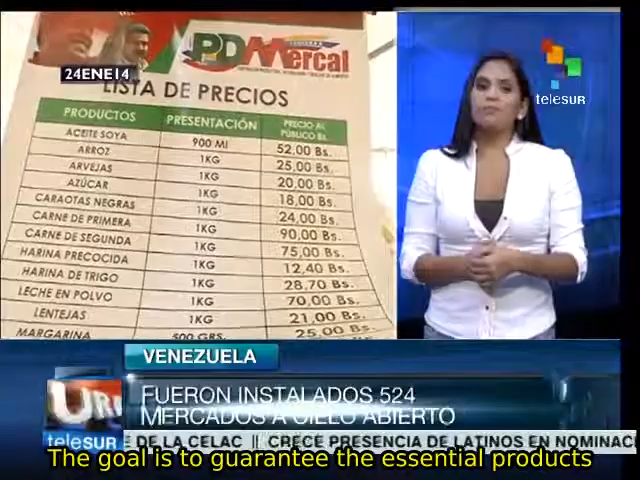 PDMercal
24ENE14
LISTA DE PRECIOS
PRODUCTOS PRESENTACIÓN PRECIO AL PÚBLICO Bs.
ACEITE SOYA 900 Ml 52,00 Bs.
ARROZ 1KG 25,00 Bs.
ARVEJAS 1KG 20,00 Bs.
AZUCAR 1KG 18,00 Bs.
CARAOTAS NEGRAS 1KG 24,00 Bs.
CARNE DE PRIMERA 1KG 90,00 Bs.
CARNE DE SEGUNDA 1KG 75,00 Bs.
HARINA PRECOCIDA 1KG 12,40 Bs.
HARINA DE TRIGO 1KG 28,70 Bs.
LECHE EN POLVO 1KG 70,00 Bs.
LENTEJAS 1KG 21,00 Bs.
MARGARINA 500 GRS. 25,00 Bs.
teleSUR
VENEZUELA
FUERON INSTALADOS 524
MERCADOS A CIELO ABIERTO
teleSUR
E DE LA CELAC || CRECE PRESENCIA DE LATINOS EN NOMINAC
The goal is to guarantee the essential products